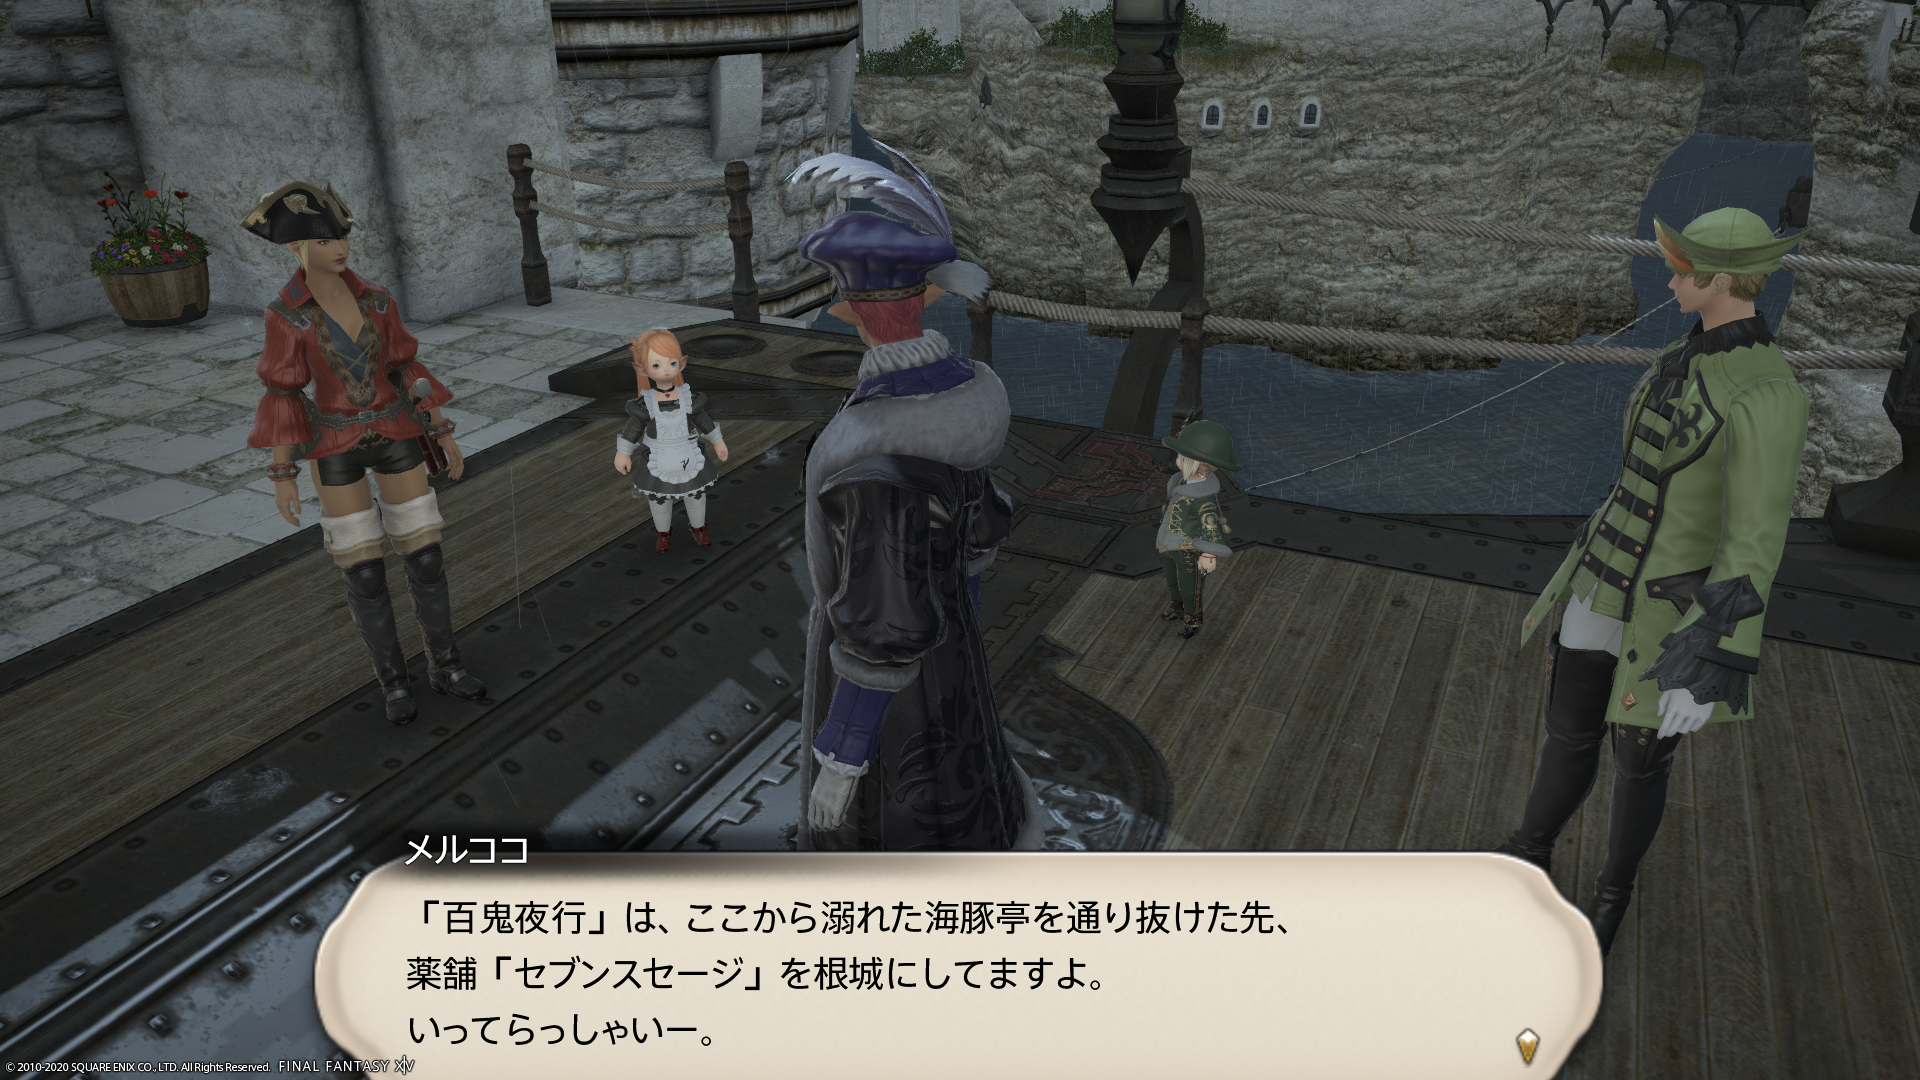 メルココ
「百鬼夜行」は、ここから溺れた海豚亭を通り抜けた先、
薬舗「セブンスセージ」を根城にしてますよ。
いってらっしゃいー。
© 2010-2020 SQUARE ENIX CO., LTD. All Rights Reserved. FINAL FANTASY XIV